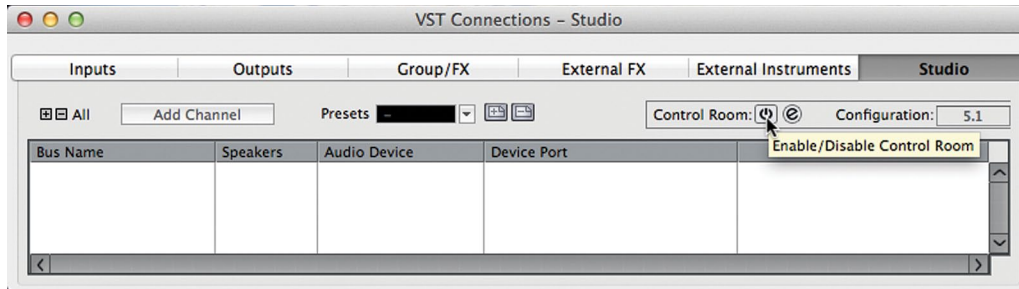 VST Connections – Studio
Inputs Outputs Group/FX External FX External Instruments Studio
All Add Channel Presets – Control Room: e Configuration: 5.1
Enable/Disable Control Room
Bus Name Speakers Audio Device Device Port